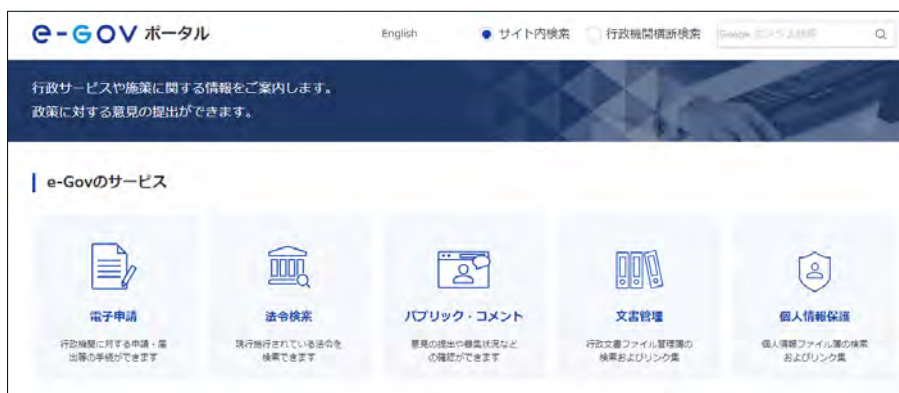 e-GOV ポータル
English
サイト内検索
行政機関横断検索
Google
行政サービスや施策に関する情報をご案内します。
政策に対する意見の提出ができます。
e-Govのサービス
電子申請
行政機関に対する申請・届
出等の手続ができます
法令検索
現行施行されている法令を
検索できます
パブリック・コメント
意見の提出や募集状況など
の確認ができます
文書管理
行政文書ファイル管理簿の
検索およびリンク集
個人情報保護
個人情報ファイル簿の検索
およびリンク集